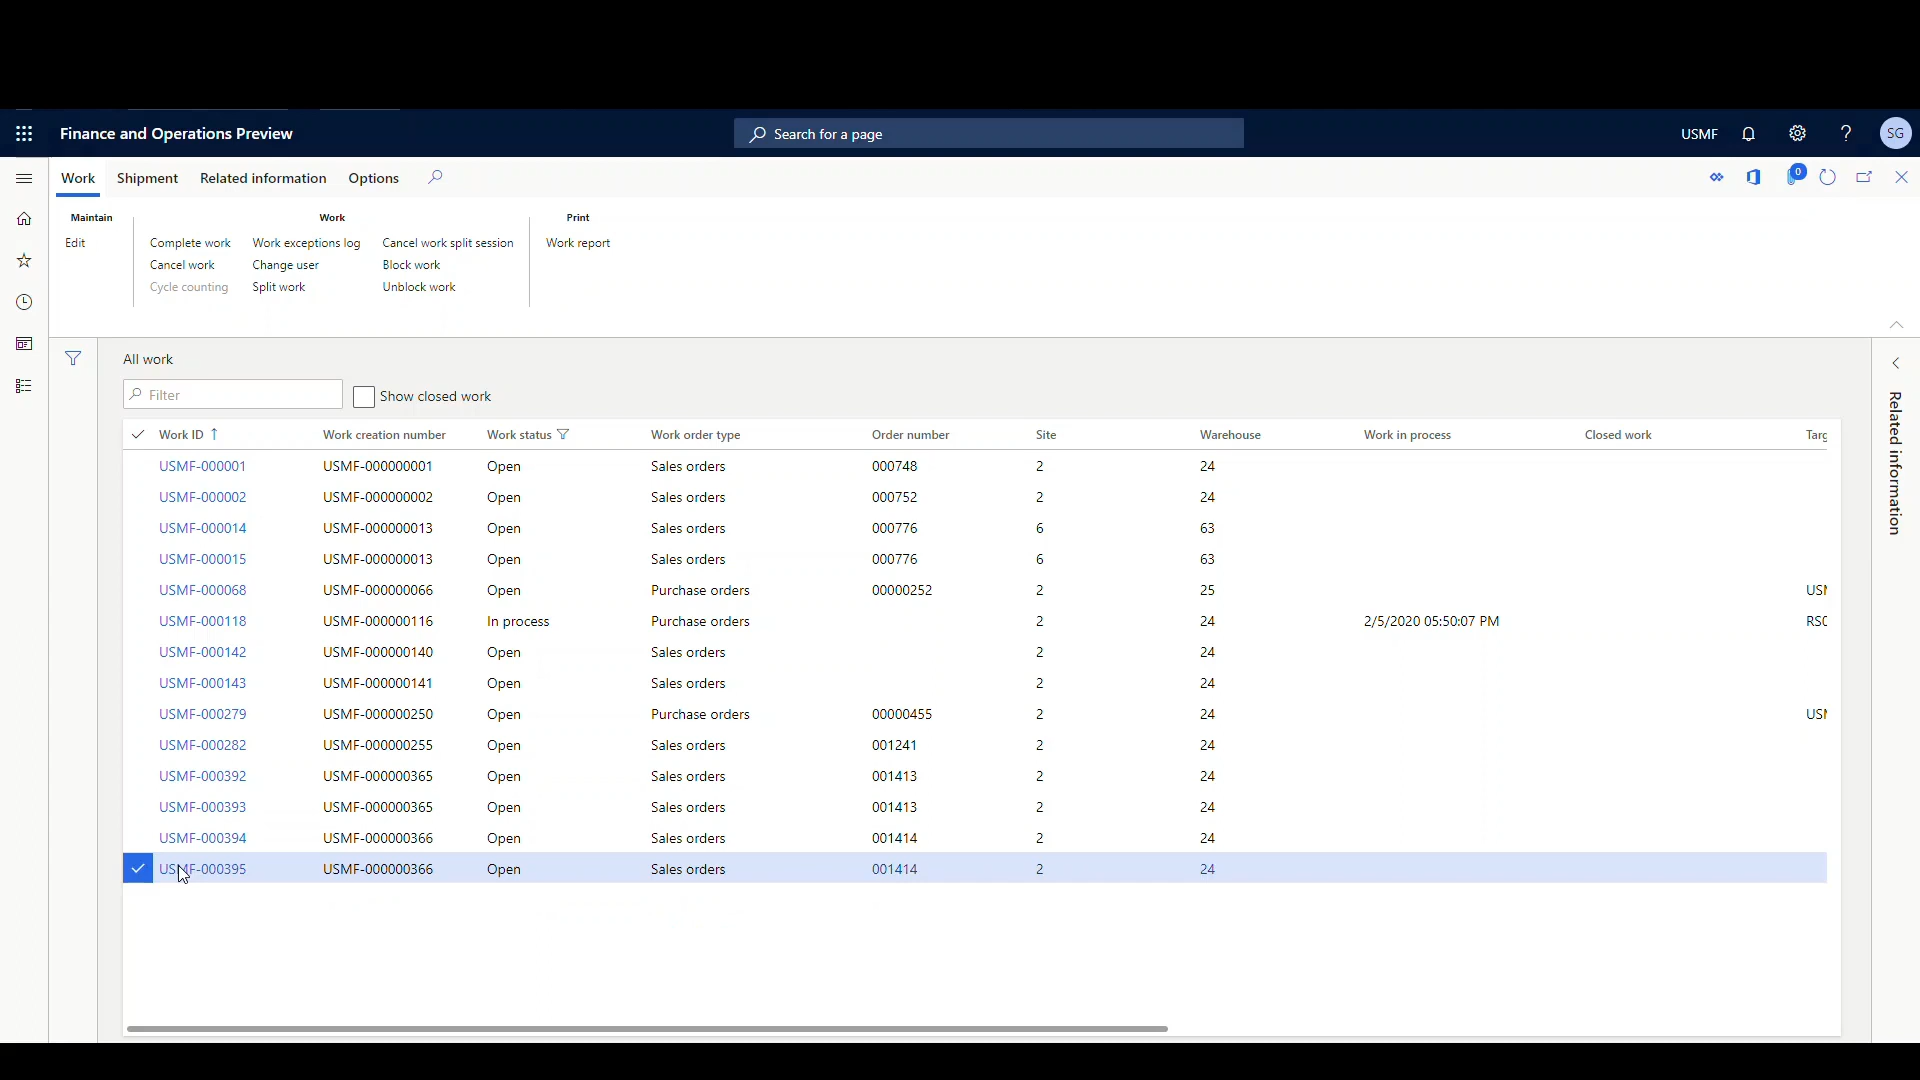 Finance and Operations Preview
Search for a page
USMF
?
SG
Work Shipment Related information Options
0
Maintain Work Print
Edit Complete work Work exceptions log Cancel work split session Work report
Cancel work Change user Block work
Cycle counting Split work Unblock work
All work
Filter
Show closed work
Related information
Work ID Work creation number Work status Work order type Order number Site Warehouse Work in process Closed work Targ
USMF-000001 USMF-000000001 Open Sales orders 000748 2 24
USMF-000002 USMF-000000002 Open Sales orders 000752 2 24
USMF-000014 USMF-000000013 Open Sales orders 000776 6 63
USMF-000015 USMF-000000013 Open Sales orders 000776 6 63
USMF-000068 USMF-000000066 Open Purchase orders 00000252 2 25
USMF-000118 USMF-000000116 In process Purchase orders 2 24 2/5/2020 05:50:07 PM
USMF-000142 USMF-000000140 Open Sales orders 2 24
USMF-000143 USMF-000000141 Open Sales orders 2 24
USMF-000279 USMF-000000250 Open Purchase orders 00000455 2 24
USMF-000282 USMF-000000255 Open Sales orders 001241 2 24
USMF-000392 USMF-000000365 Open Sales orders 001413 2 24
USMF-000393 USMF-000000365 Open Sales orders 001413 2 24
USMF-000394 USMF-000000366 Open Sales orders 001414 2 24
USMF-000395 USMF-000000366 Open Sales orders 001414 2 24